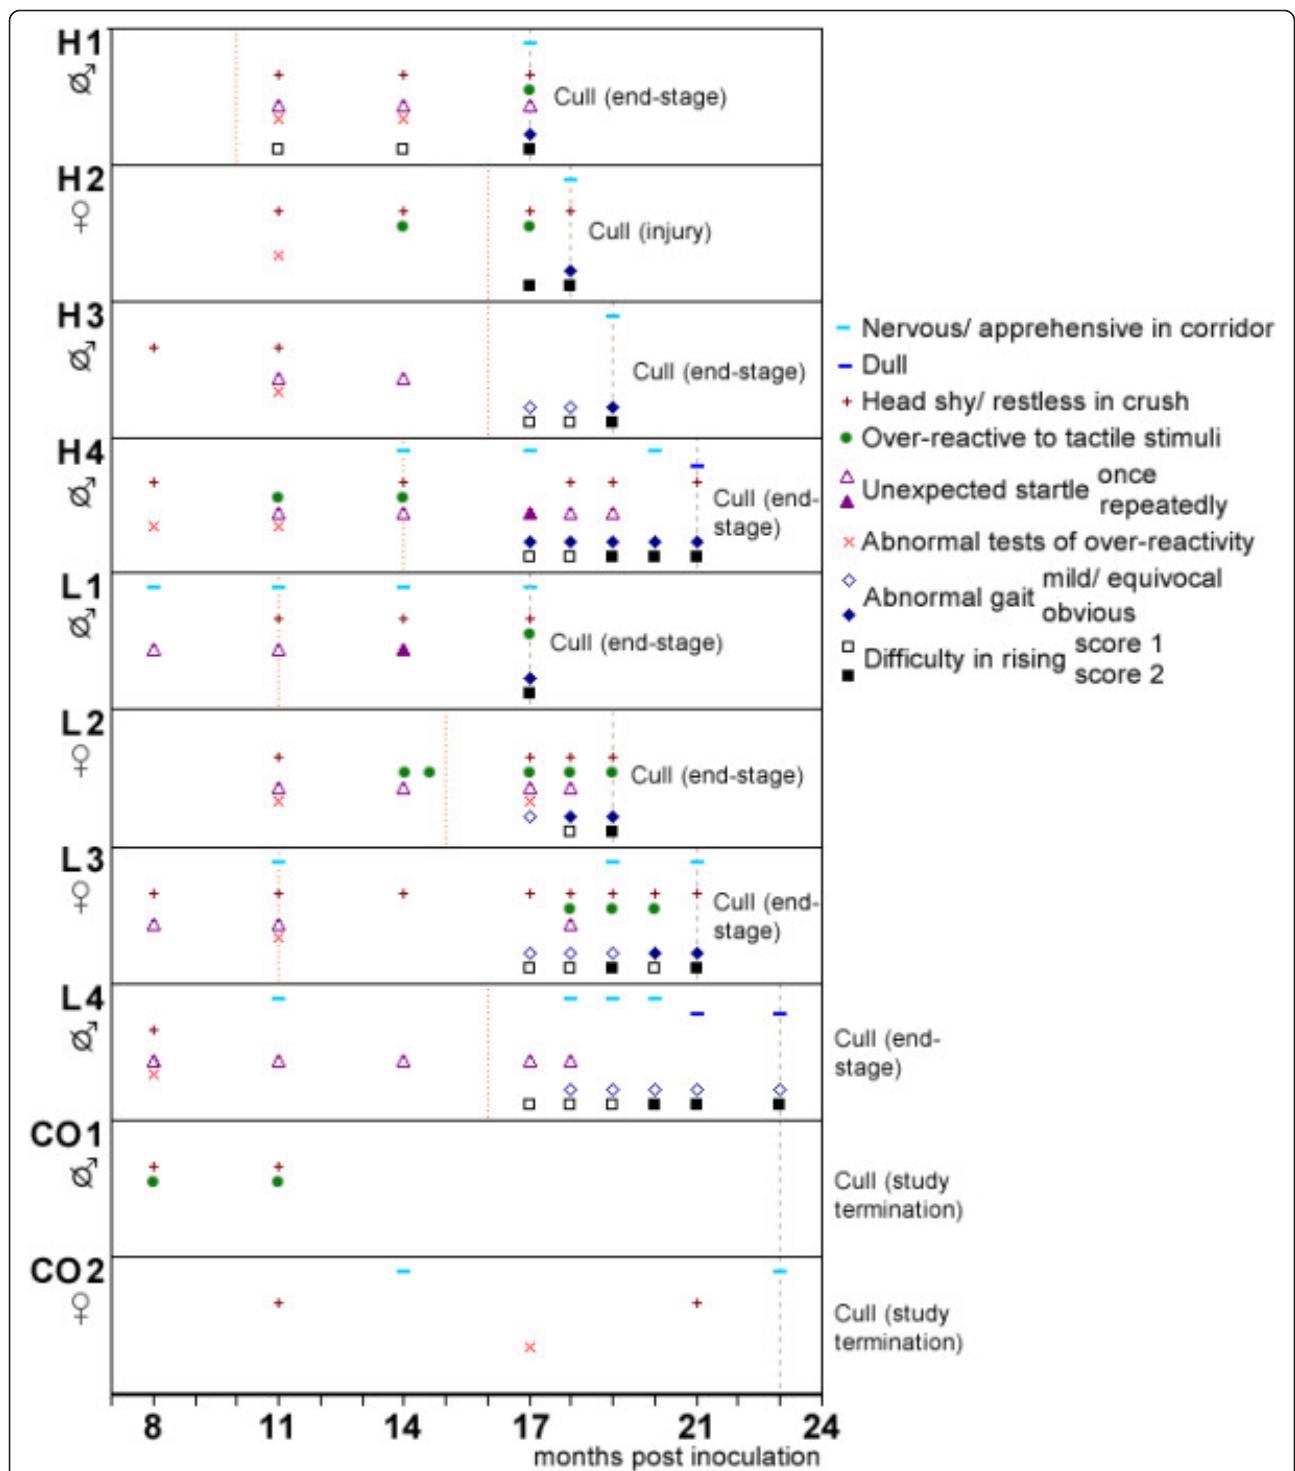 H1
Cull (end-stage)
H2
Cull (injury)
H3
Cull (end-stage)
H4
Cull (end-
stage)
L1
Cull (end-stage)
L2
Cull (end-stage)
L3
Cull (end-
stage)
L4
Cull (end-
stage)
CO1
Cull (study
termination)
CO2
Cull (study
termination)
8 11 14 17 21 24
months post inoculation
Nervous/ apprehensive in corridor
Dull
Head shy/ restless in crush
Over-reactive to tactile stimuli
Unexpected startle once
repeatedly
Abnormal tests of over-reactivity
Abnormal gait mild/ equivocal
obvious
Difficulty in rising score 1
score 2